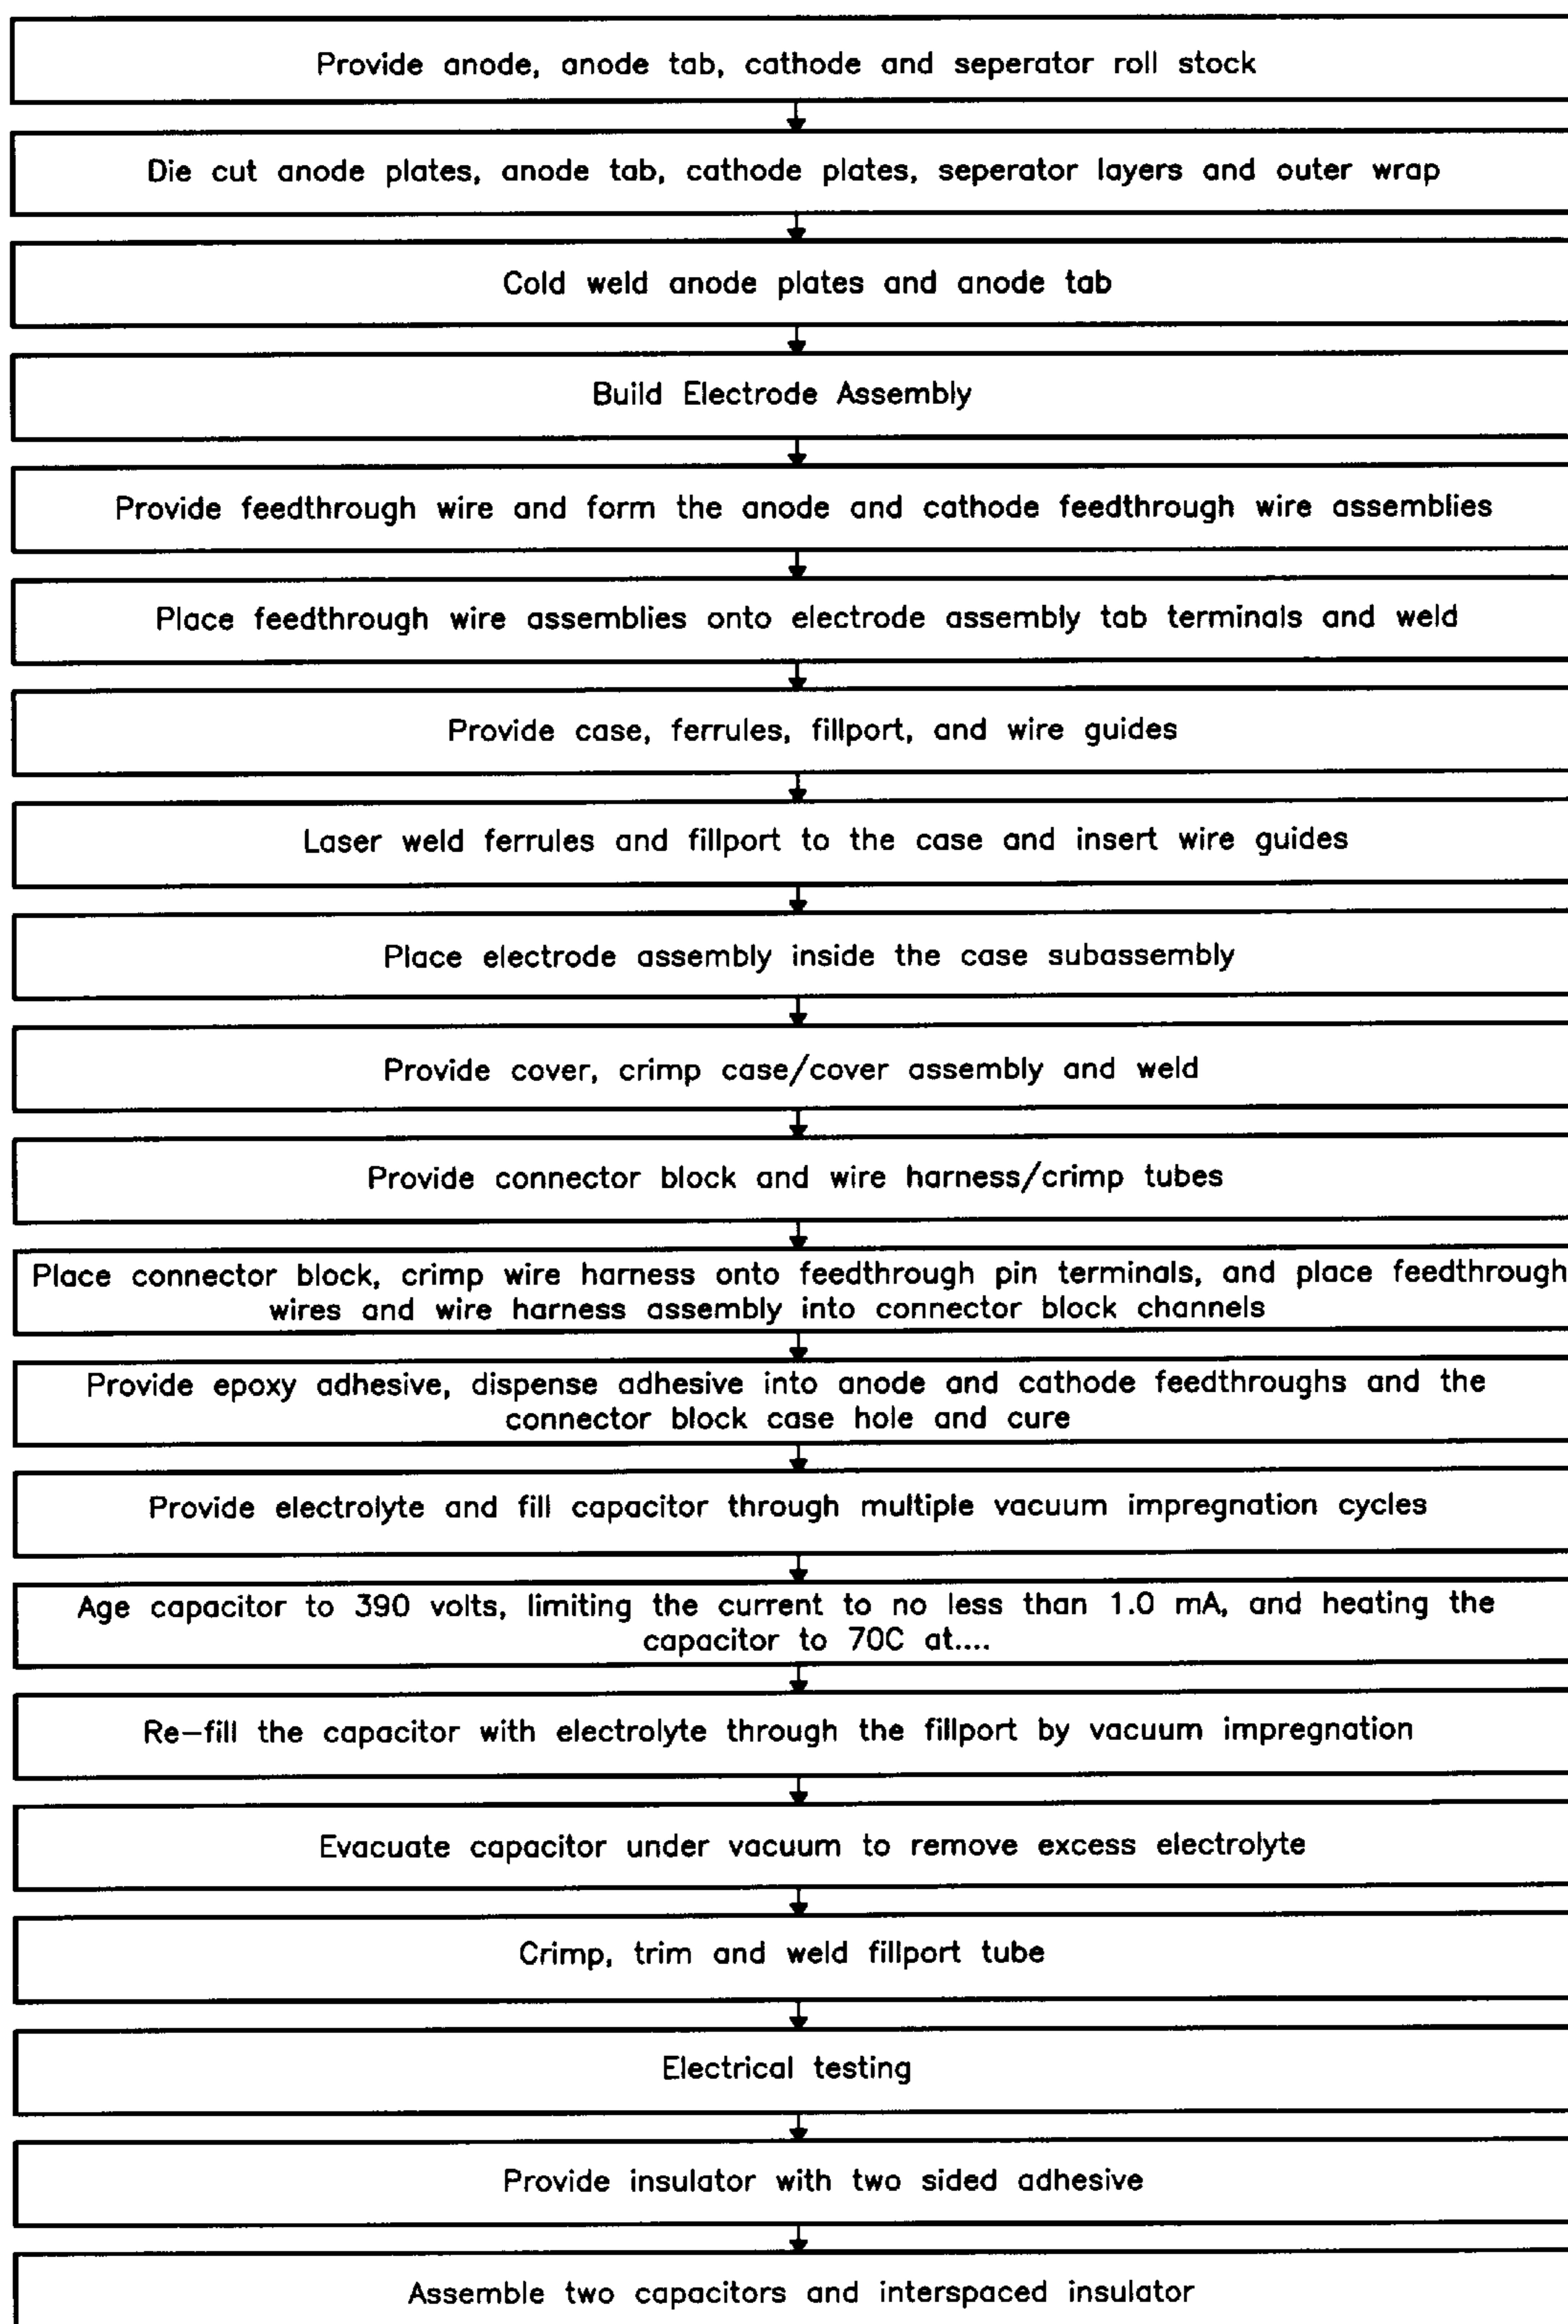 Provide anode, anode tab, cathode and seperator roll stock
Die cut anode plates, anode tab, cathode plates, seperator layers and outer wrap
Cold weld anode plates and anode tab
Build Electrode Assembly
Provide feedthrough wire and form the anode and cathode feedthrough wire assemblies
Place feedthrough wire assemblies onto electrode assembly tab terminals and weld
Provide case, ferrules, fillport, and wire guides
Laser weld ferrules and fillport to the case and insert wire guides
Place electrode assembly inside the case subassembly
Provide cover, crimp case/cover assembly and weld
Provide connector block and wire harness/crimp tubes
Place connector block, crimp wire harness onto feedthrough pin terminals, and place feedthrough
wires and wire harness assembly into connector block channels
Provide epoxy adhesive, dispense adhesive into anode and cathode feedthroughs and the
connector block case hole and cure
Provide electrolyte and fill capacitor through multiple vacuum impregnation cycles
Age capacitor to 390 volts, limiting the current to no less than 1.0 mA, and heating the
capacitor to 70C at....
Re-fill the capacitor with electrolyte through the fillport by vacuum impregnation
Evacuate capacitor under vacuum to remove excess electrolyte
Crimp, trim and weld fillport tube
Electrical testing
Provide insulator with two sided adhesive
Assemble two capacitors and interspaced insulator